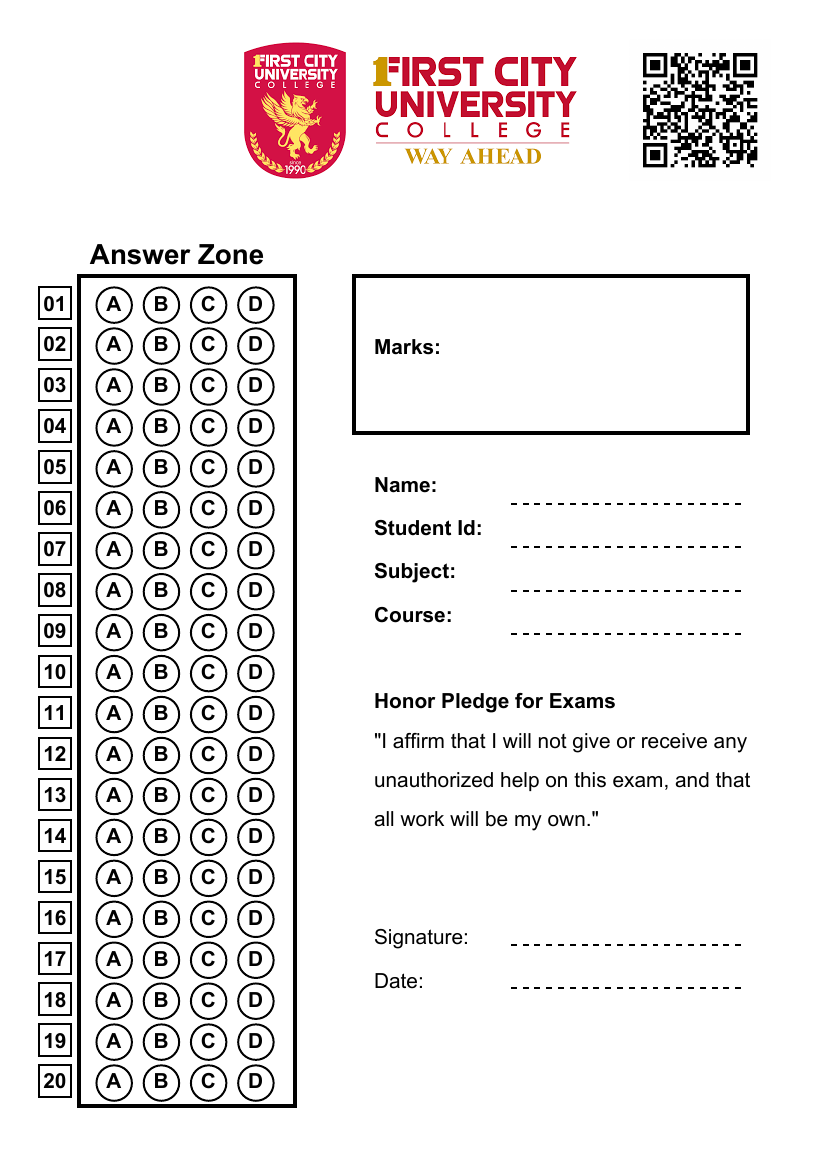 1FIRST CITY
UNIVERSITY
COLLEGE
since
1990
1FIRST CITY
UNIVERSITY
COLLEGE
WAY AHEAD
Answer Zone
01 A B C D
02 A B C D
03 A B C D
04 A B C D
05 A B C D
06 A B C D
07 A B C D
08 A B C D
09 A B C D
10 A B C D
11 A B C D
12 A B C D
13 A B C D
14 A B C D
15 A B C D
16 A B C D
17 A B C D
18 A B C D
19 A B C D
20 A B C D
Marks:
Name:
Student Id:
Subject:
Course:
Honor Pledge for Exams
"I affirm that I will not give or receive any
unauthorized help on this exam, and that
all work will be my own."
Signature:
Date: